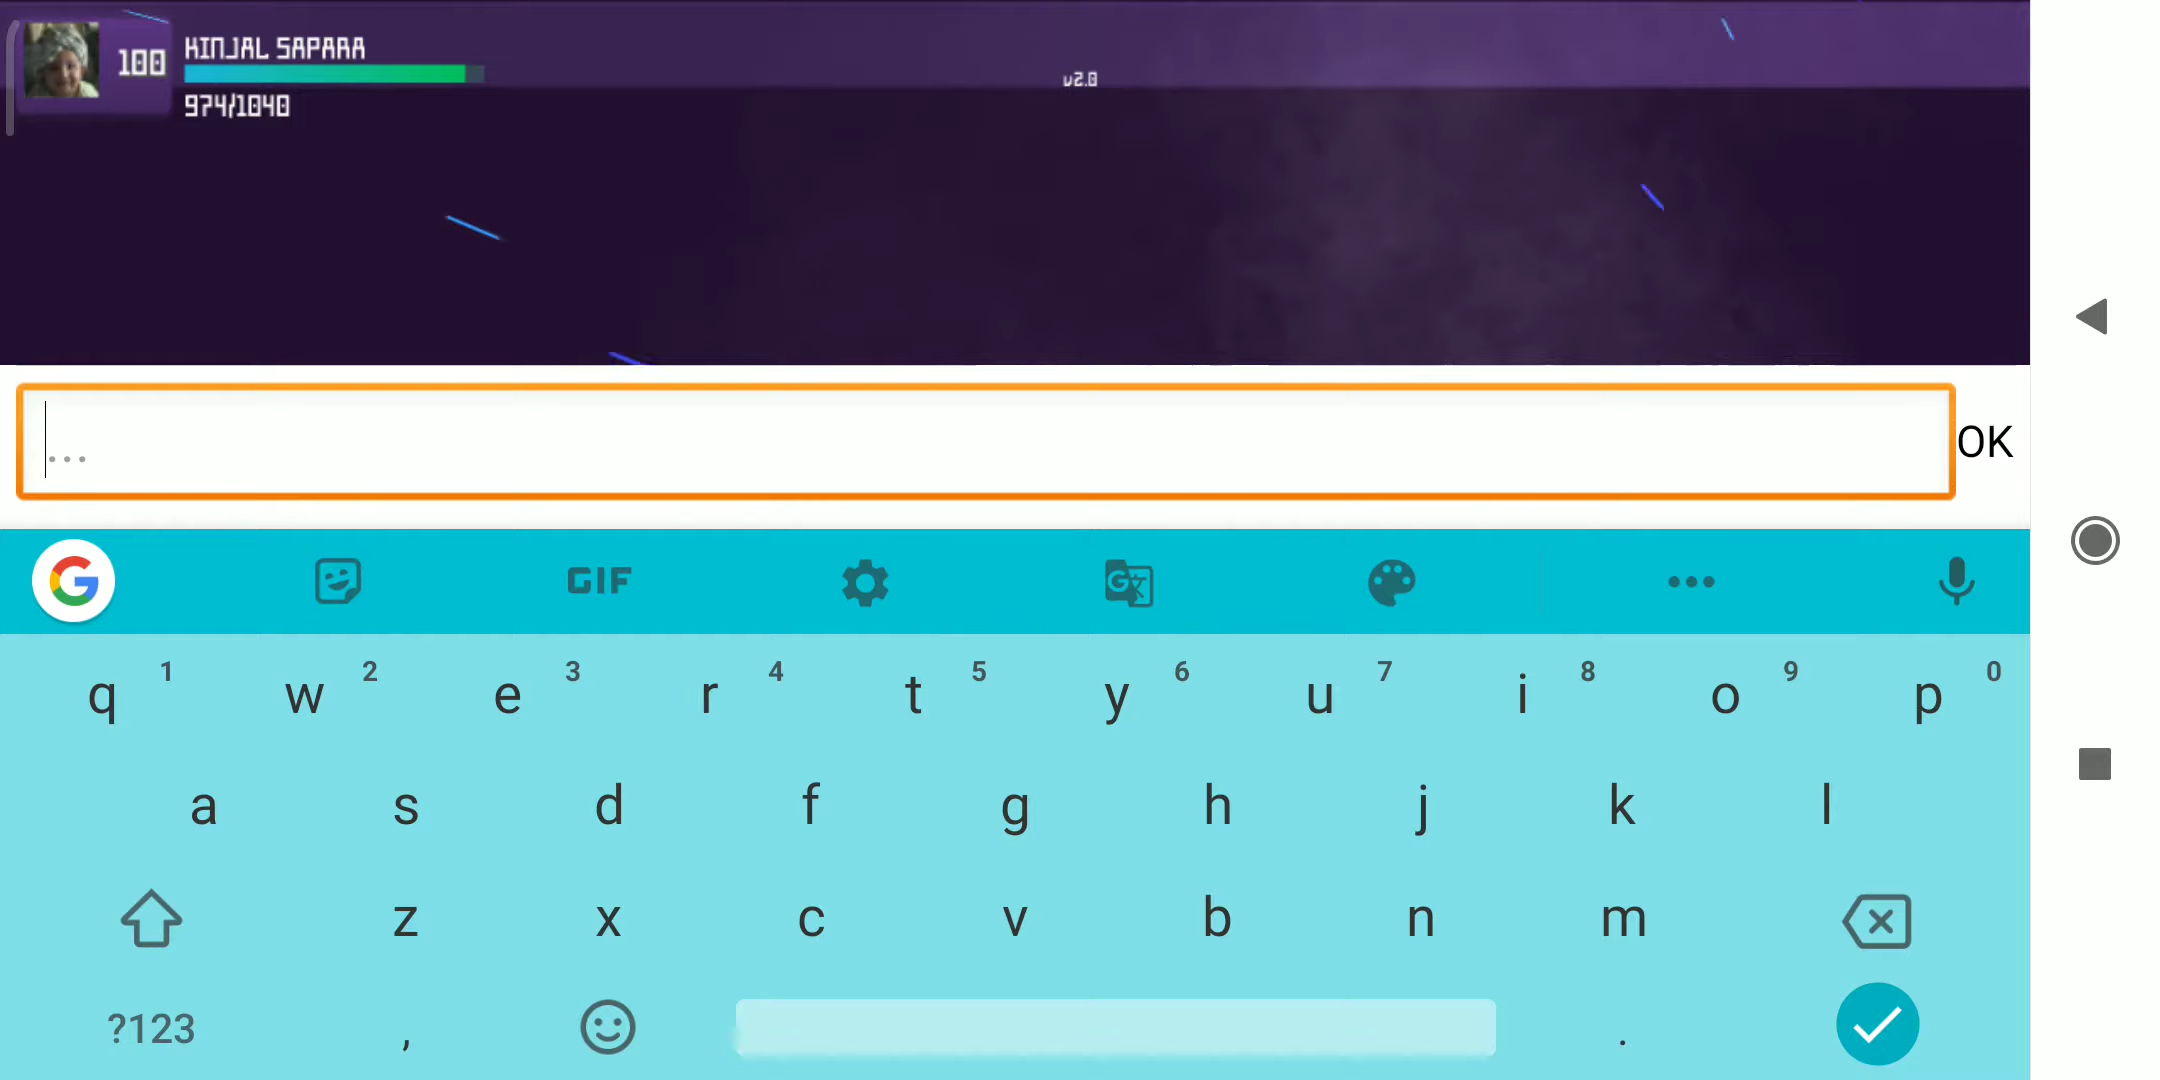 100
KINJAL SAPARA
974/1040
v2.0
...
OK
G
GIF
G
1 2 3 4 5 6 7 8 9 0
q w e r t y u i o p
a s d f g h j k l
z x c v b n m
?123 , .